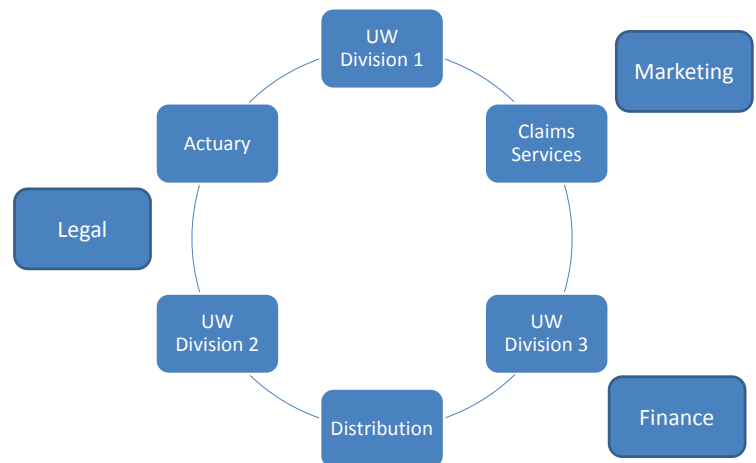 UW
Division 1
Marketing
Actuary
Claims
Services
Legal
UW
Division 2
UW
Division 3
Distribution
Finance